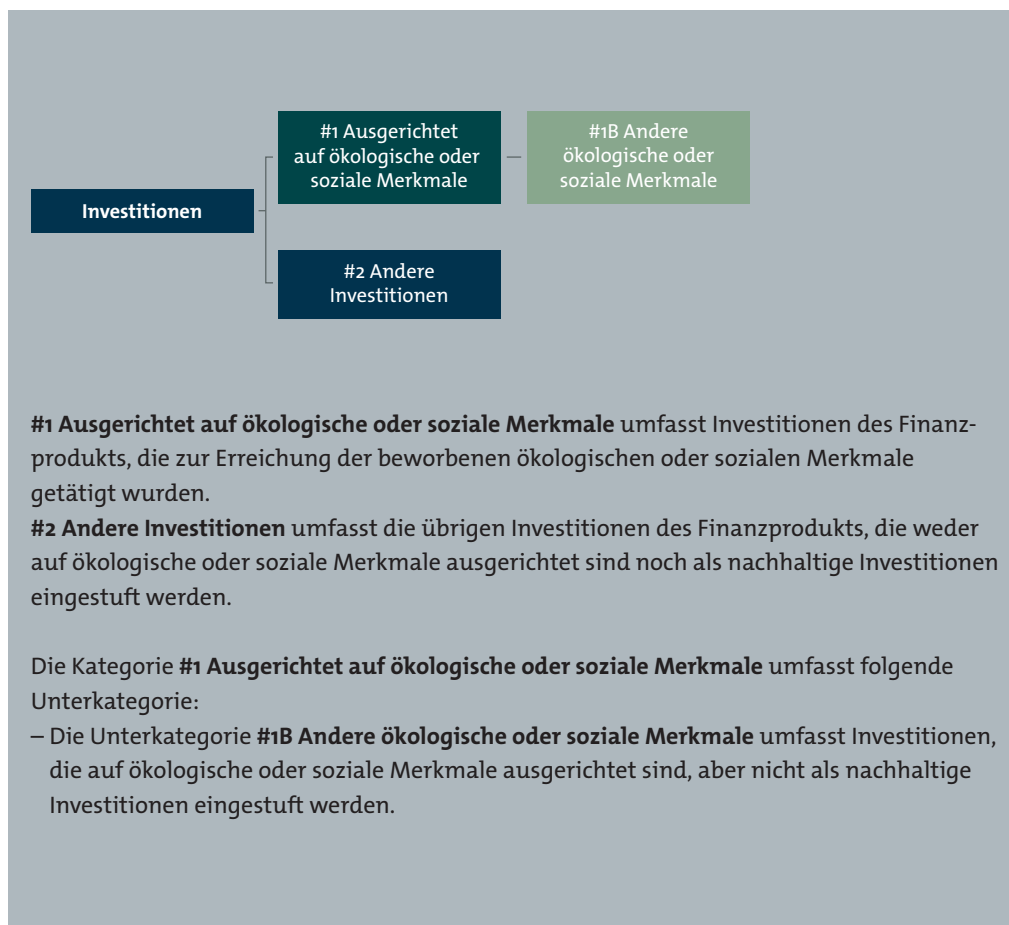 #1 Ausgerichtet
auf ökologische oder
soziale Merkmale
#1B Andere
ökologische oder
soziale Merkmale
Investitionen
#2 Andere
Investitionen
#1 Ausgerichtet auf ökologische oder soziale Merkmale umfasst Investitionen des Finanz-
produkts, die zur Erreichung der beworbenen ökologischen oder sozialen Merkmale
getätigt wurden.
#2 Andere Investitionen umfasst die übrigen Investitionen des Finanzprodukts, die weder
auf ökologische oder soziale Merkmale ausgerichtet sind noch als nachhaltige Investitionen
eingestuft werden.
Die Kategorie #1 Ausgerichtet auf ökologische oder soziale Merkmale umfasst folgende
Unterkategorie:
– Die Unterkategorie #1B Andere ökologische oder soziale Merkmale umfasst Investitionen,
die auf ökologische oder soziale Merkmale ausgerichtet sind, aber nicht als nachhaltige
Investitionen eingestuft werden.